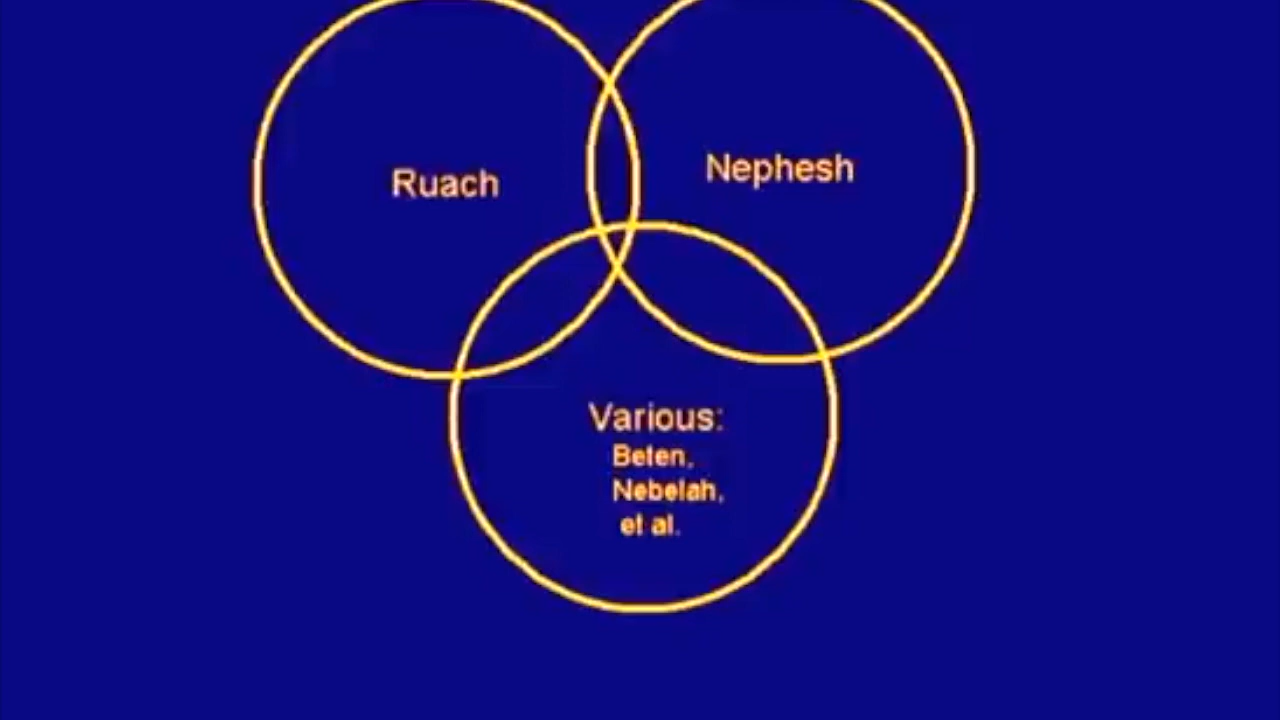 Ruach
Nephesh
Various:
Beten,
Nebelah,
et al.